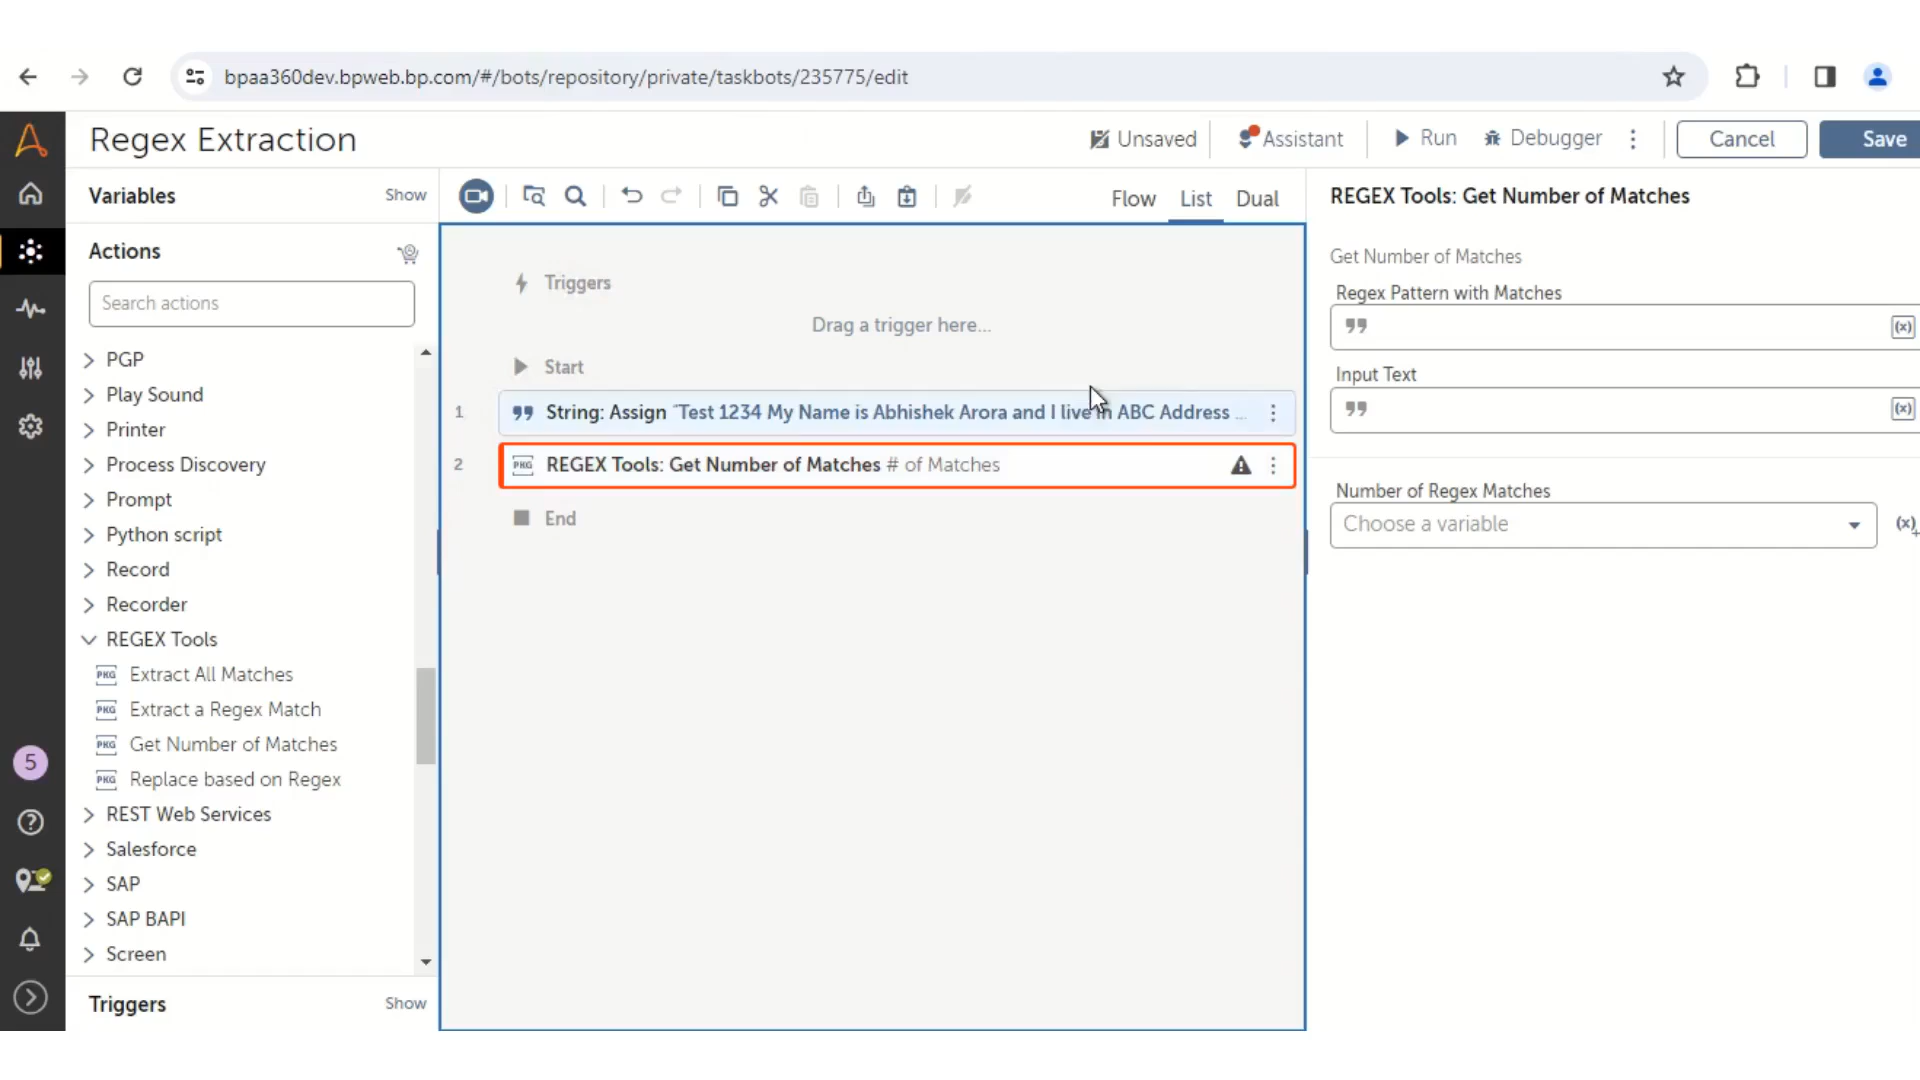 bpaa360dev.bpweb.bp.com/#/bots/repository/private/taskbots/235775/edit
Regex Extraction
Unsaved
Assistant
Run
Debugger
Cancel
Save
Variables
Show
Flow
List
Dual
REGEX Tools: Get Number of Matches
Actions
Search actions
PGP
Play Sound
Printer
Process Discovery
Prompt
Python script
Record
Recorder
REGEX Tools
PKG Extract All Matches
PKG Extract a Regex Match
PKG Get Number of Matches
PKG Replace based on Regex
REST Web Services
Salesforce
SAP
SAP BAPI
Screen
Triggers
Show
5
Triggers
Drag a trigger here...
Start
1 String: Assign "Test 1234 My Name is Abhishek Arora and I live in ABC Address ...
2 PKG REGEX Tools: Get Number of Matches # of Matches
End
Get Number of Matches
Regex Pattern with Matches
(x)
Input Text
(x)
Number of Regex Matches
Choose a variable
(x)+